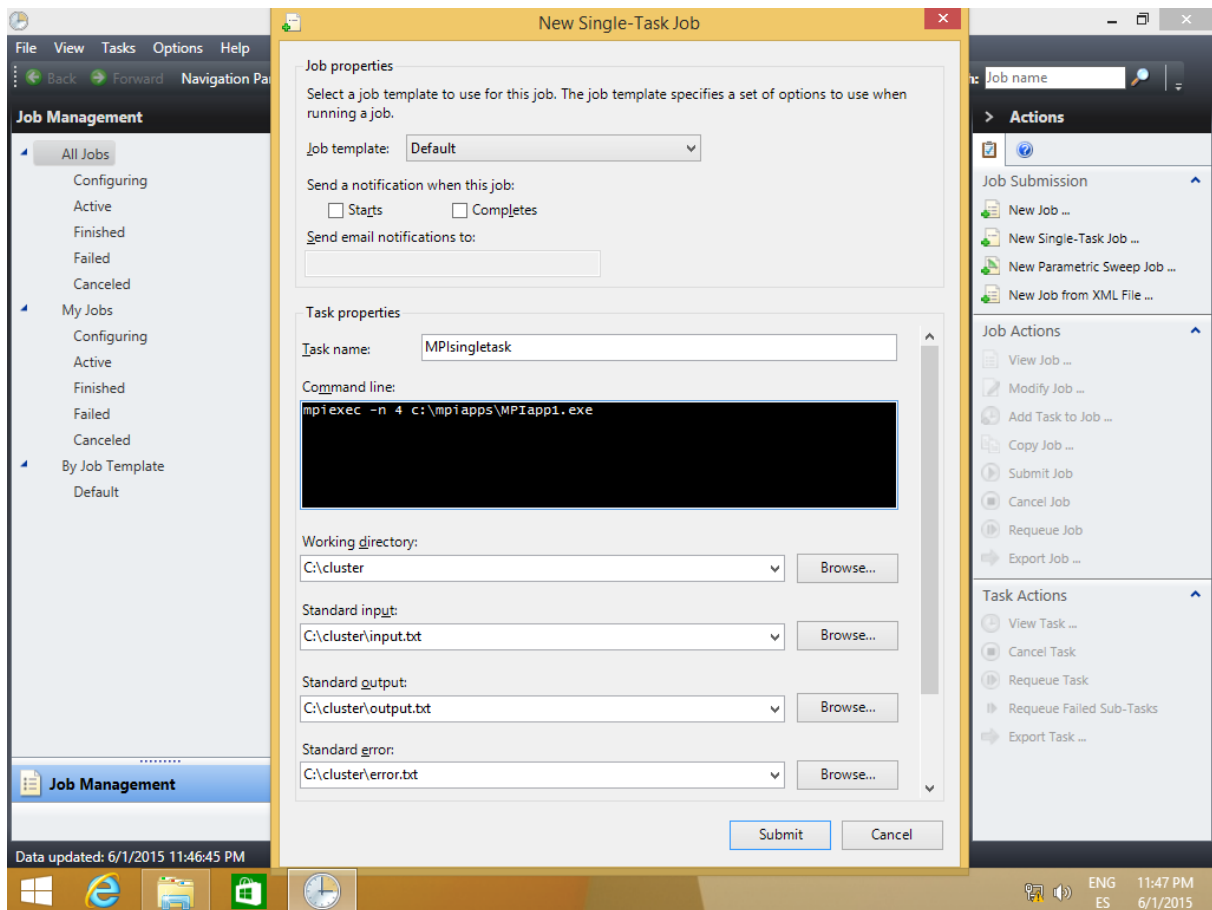 New Single-Task Job
File View Tasks Options Help
Back Forward Navigation Pa
h: Job name
Job Management
All Jobs
Configuring
Active
Finished
Failed
Canceled
My Jobs
Configuring
Active
Finished
Failed
Canceled
By Job Template
Default
Job Management
Data updated: 6/1/2015 11:46:45 PM
Job properties
Select a job template to use for this job. The job template specifies a set of options to use when
running a job.
Job template: Default
Send a notification when this job:
Starts Completes
Send email notifications to:
Task properties
Task name: MPIsingletask
Command line:
mpiexec -n 4 c:\mpiapps\MPIapp1.exe
Working directory:
C:\cluster Browse...
Standard input:
C:\cluster\input.txt Browse...
Standard output:
C:\cluster\output.txt Browse...
Standard error:
C:\cluster\error.txt Browse...
Submit Cancel
Actions
Job Submission
New Job ...
New Single-Task Job ...
New Parametric Sweep Job ...
New Job from XML File ...
Job Actions
View Job ...
Modify Job ...
Add Task to Job ...
Copy Job ...
Submit Job
Cancel Job
Requeue Job
Export Job ...
Task Actions
View Task ...
Cancel Task
Requeue Task
Requeue Failed Sub-Tasks
Export Task ...
ENG 11:47 PM
ES 6/1/2015